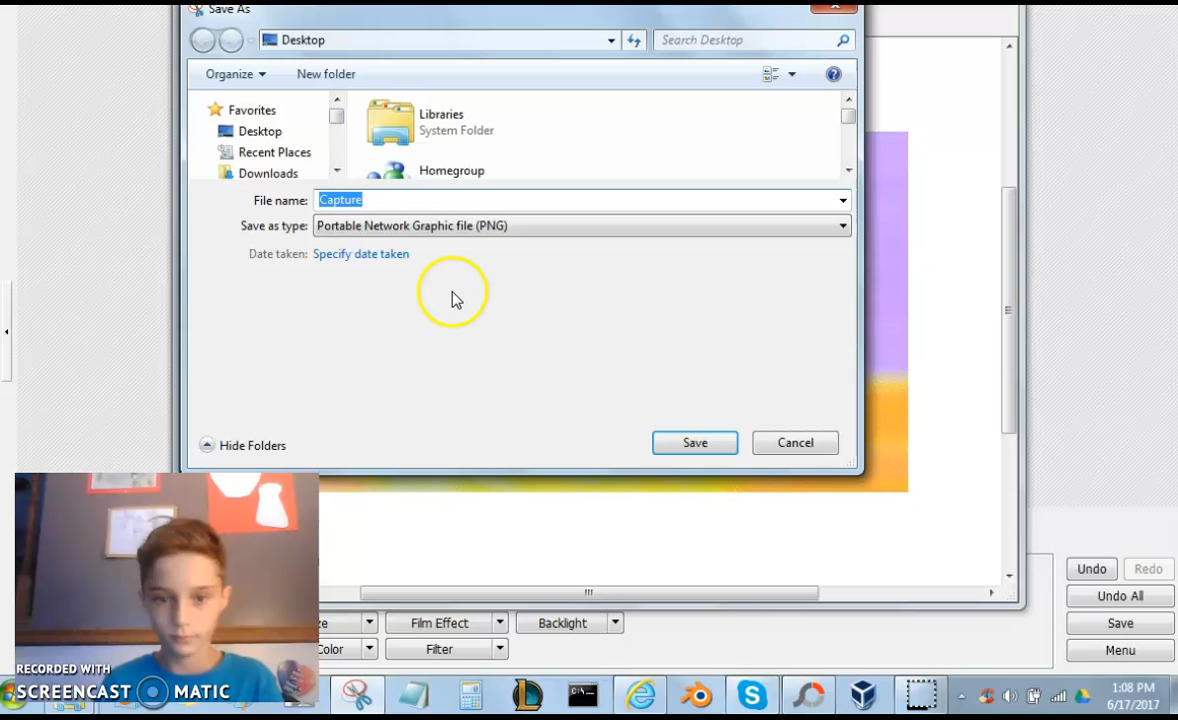 Save As
Desktop
Search Desktop
Organize
New folder
Favorites
Desktop
Recent Places
Downloads
Libraries
System Folder
Homegroup
File name:
Capture
Save as type:
Portable Network Graphic file (PNG)
Date taken:
Specify date taken
Hide Folders
Save
Cancel
Undo
Redo
Undo All
Film Effect
Backlight
Save
Color
Filter
Menu
RECORDED WITH
SCREENCAST MATIC
C:\_
1:08 PM
6/17/2017